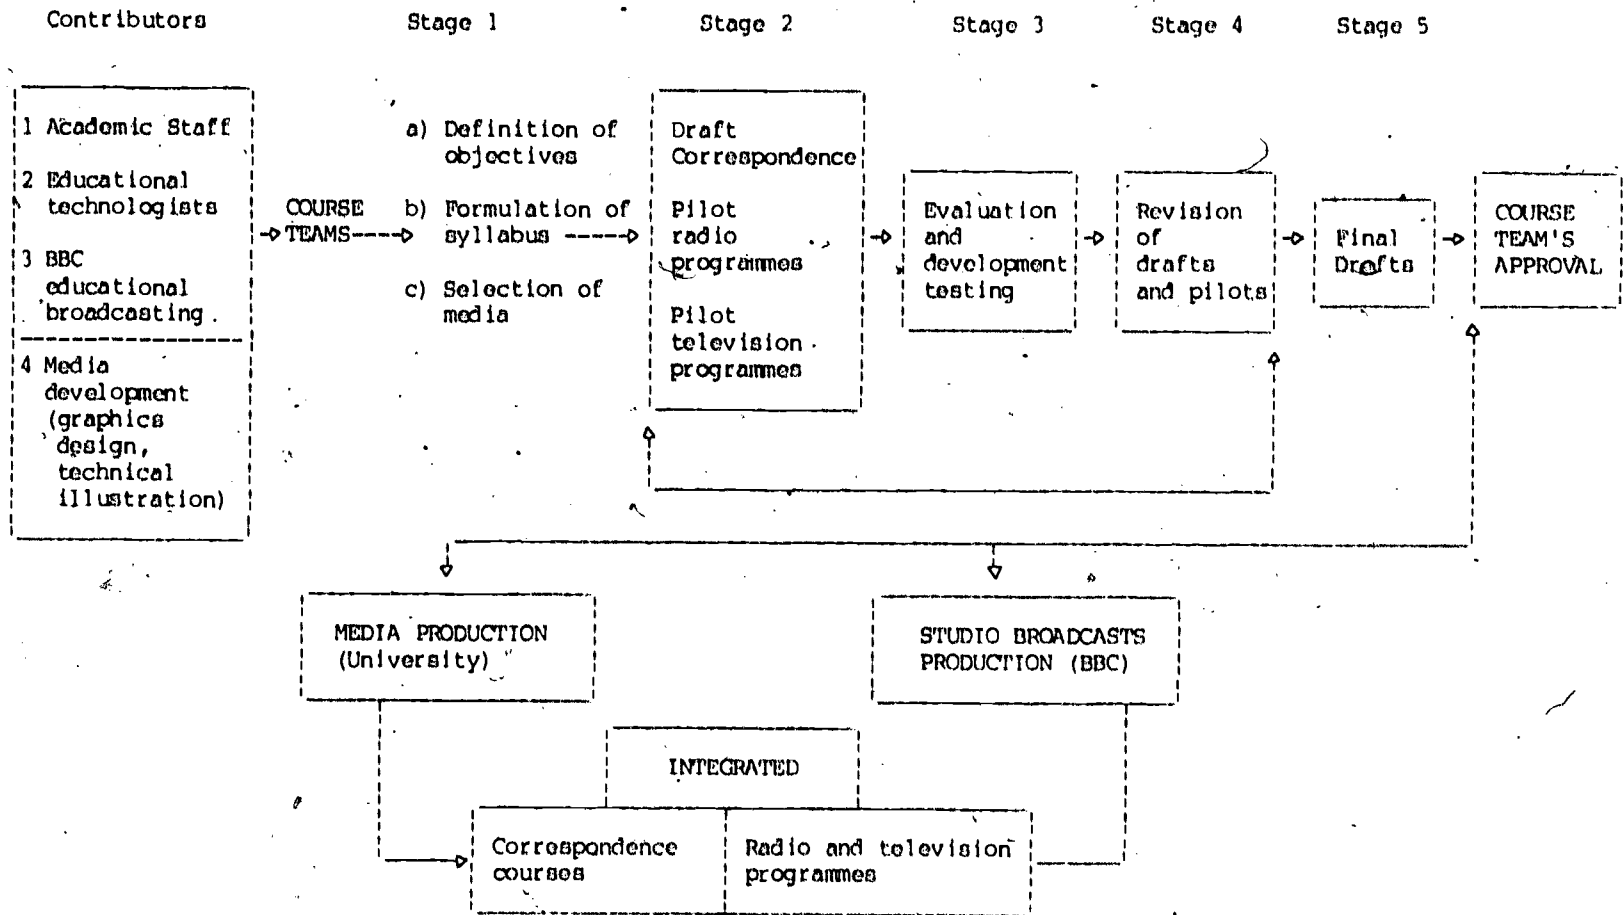 Contributors
Stage 1
Stage 2
Stage 3
Stage 4
Stage 5
1 Academic Staff
2 Educational
technologists
3 BBC
educational
broadcasting
4 Media
development
(graphics
design,
technical
illustration)
COURSE
TEAMS
a) Definition of
objectives
b) Formulation of
syllabus
c) Selection of
media
Draft
Correspondence
Pilot
radio
programmes
Pilot
television
programmes
Evaluation
and
development
testing
Revision
of
drafts
and pilots
Final
Drafts
COURSE
TEAM'S
APPROVAL
MEDIA PRODUCTION
(University)
STUDIO BROADCASTS
PRODUCTION (BBC)
INTEGRATED
Correspondence
courses
Radio and television
programmes